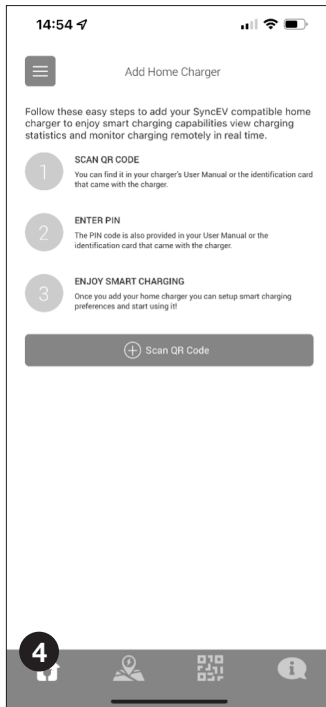 14:54
Add Home Charger
Follow these easy steps to add your SyncEV compatible home
charger to enjoy smart charging capabilities view charging
statistics and monitor charging remotely in real time.
1
SCAN QR CODE
You can find it in your charger's User Manual or the identification card
that came with the charger.
2
ENTER PIN
The PIN code is also provided in your User Manual or the
identification card that came with the charger.
3
ENJOY SMART CHARGING
Once you add your home charger you can setup smart charging
preferences and start using it!
Scan QR Code
4